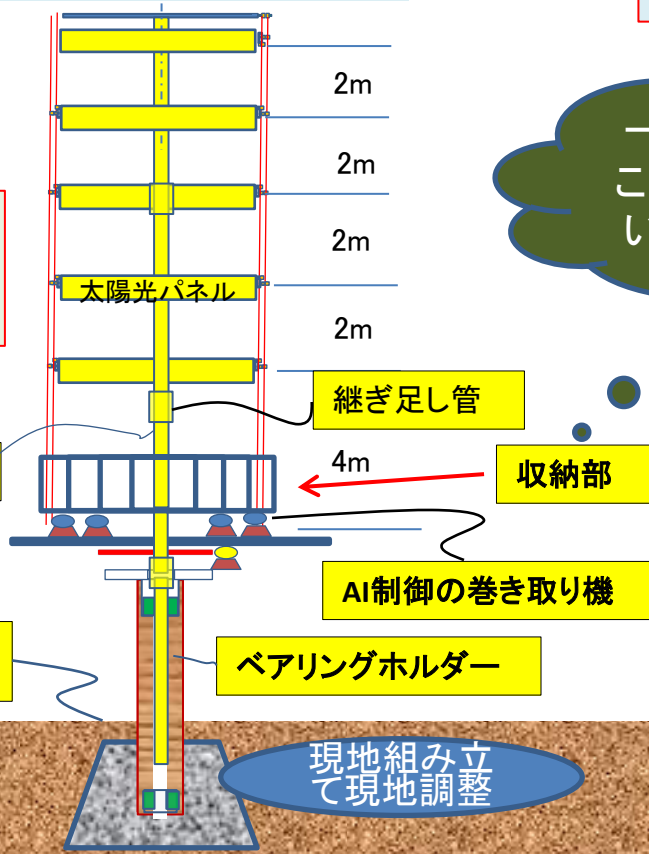 2m
2m
2m
太陽光パネル
2m
継ぎ足し管
4m
収納部
AI制御の巻き取り機
ベアリングホルダー
現地組み立
て現地調整
こ
い